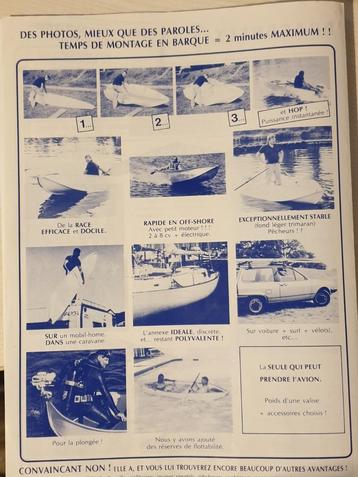 DES PHOTOS, MIEUX QUE DES PAROLES...
TEMPS DE MONTAGE EN BARQUE = 2 minutes MAXIMUM ! !
1...
2...
3...
et HOP !
Puissance instantanée !
De la RACE
EFFICACE et DOCILE.
RAPIDE EN OFF-SHORE
Avec petit moteur ! ! !
2 à 8 cv + électrique.
EXCEPTIONNELLEMENT STABLE
(fond léger trimaran)
Pêcheurs ! ?
SUR un mobil-home.
DANS une caravane.
L'annexe IDEALE, discrète,
et... restant POLYVALENTE !
Sur voiture + surf + vélo(s),
etc...
La SEULE QUI PEUT
PRENDRE l'AVION.
Poids d'une valise
+ accessoires choisis !
Pour la plongée !
Nous y avons ajouté
des réserves de flottabilité.
CONVAINCANT NON ! ELLE A, ET VOUS LUI TROUVEREZ ENCORE BEAUCOUP D'AUTRES AVANTAGES !